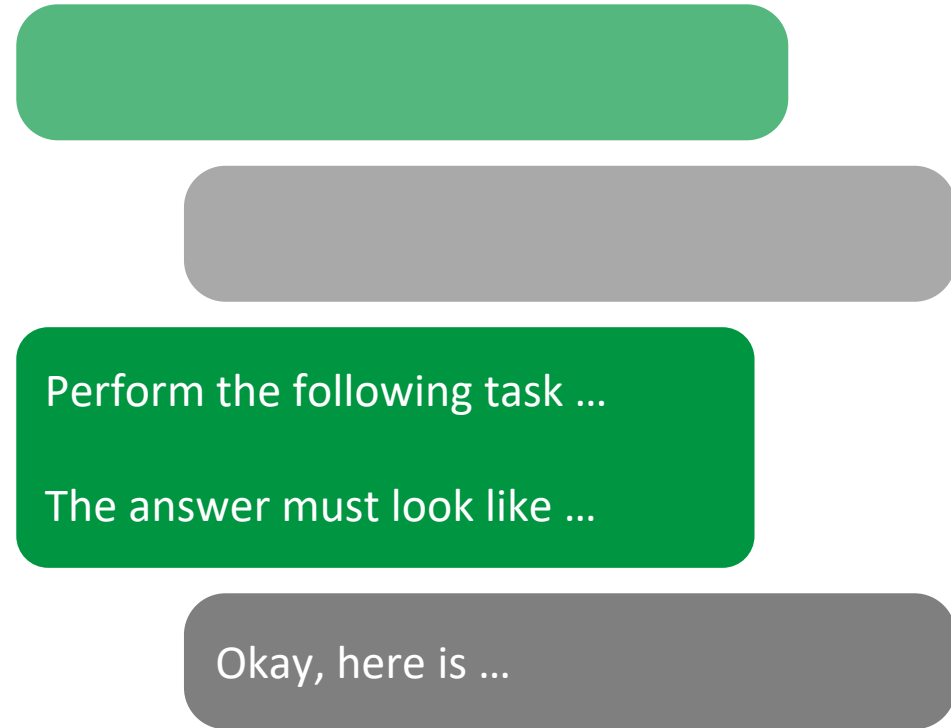 Perform the following task …
The answer must look like …
Okay, here is …